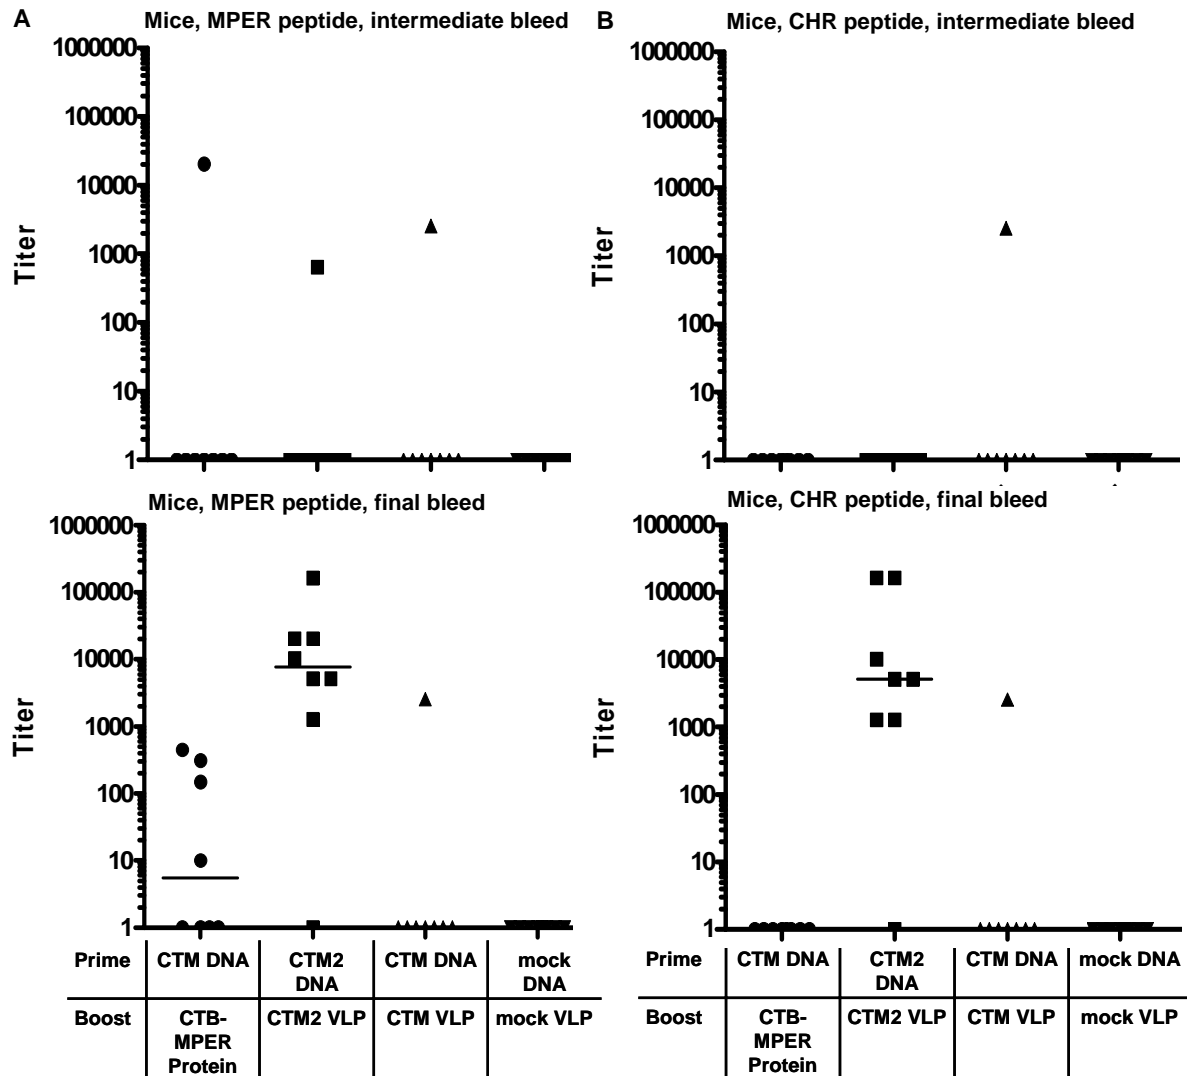 A
Mice, MPER peptide, intermediate bleed
1000000
100000
10000
1000
100
10
1
Titer
B
Mice, CHR peptide, intermediate bleed
1000000
100000
10000
1000
100
10
1
Titer
Mice, MPER peptide, final bleed
1000000
100000
10000
1000
100
10
1
Titer
Mice, CHR peptide, final bleed
1000000
100000
10000
1000
100
10
1
Titer
Prime CTM DNA CTM2 DNA CTM DNA mock DNA
Boost CTB-MPER Protein CTM2 VLP CTM VLP mock VLP
Prime CTM DNA CTM2 DNA CTM DNA mock DNA
Boost CTB-MPER Protein CTM2 VLP CTM VLP mock VLP